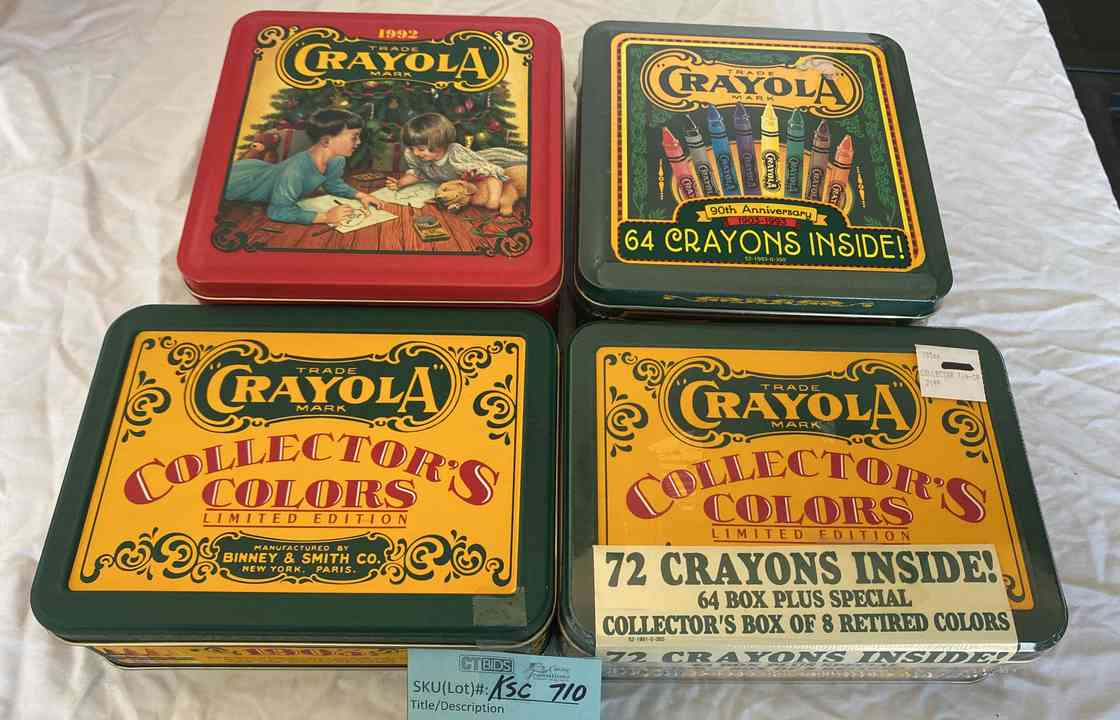 1992
TRADE
"CRAYOLA"
MARK
TRADE
"CRAYOLA"
MARK
CRAYOLA
90th Anniversary
1903-1993
64 CRAYONS INSIDE!
TRADE
"CRAYOLA"
MARK
COLLECTOR'S
COLORS
LIMITED EDITION
MANUFACTURED BY
BINNEY & SMITH CO.
NEW YORK. PARIS.
TRADE
"CRAYOLA"
MARK
COLLECTOR'S
COLORS
LIMITED EDITION
72 CRAYONS INSIDE!
64 BOX PLUS SPECIAL
COLLECTOR'S BOX OF 8 RETIRED COLORS
72 CRAYONS INSIDE!
CTBIDS
SKU(Lot)#: KSC 710
Title/Description